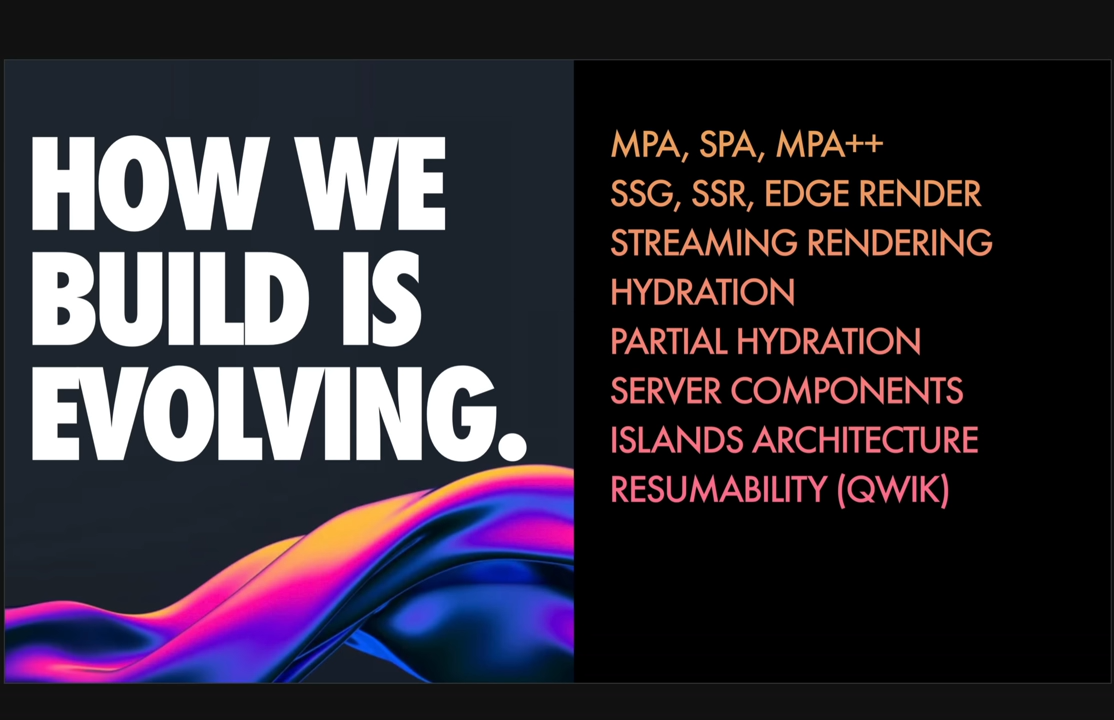 HOW WE
BUILD IS
EVOLVING.
MPA, SPA, MPA++
SSG, SSR, EDGE RENDER
STREAMING RENDERING
HYDRATION
PARTIAL HYDRATION
SERVER COMPONENTS
ISLANDS ARCHITECTURE
RESUMABILITY (QWIK)